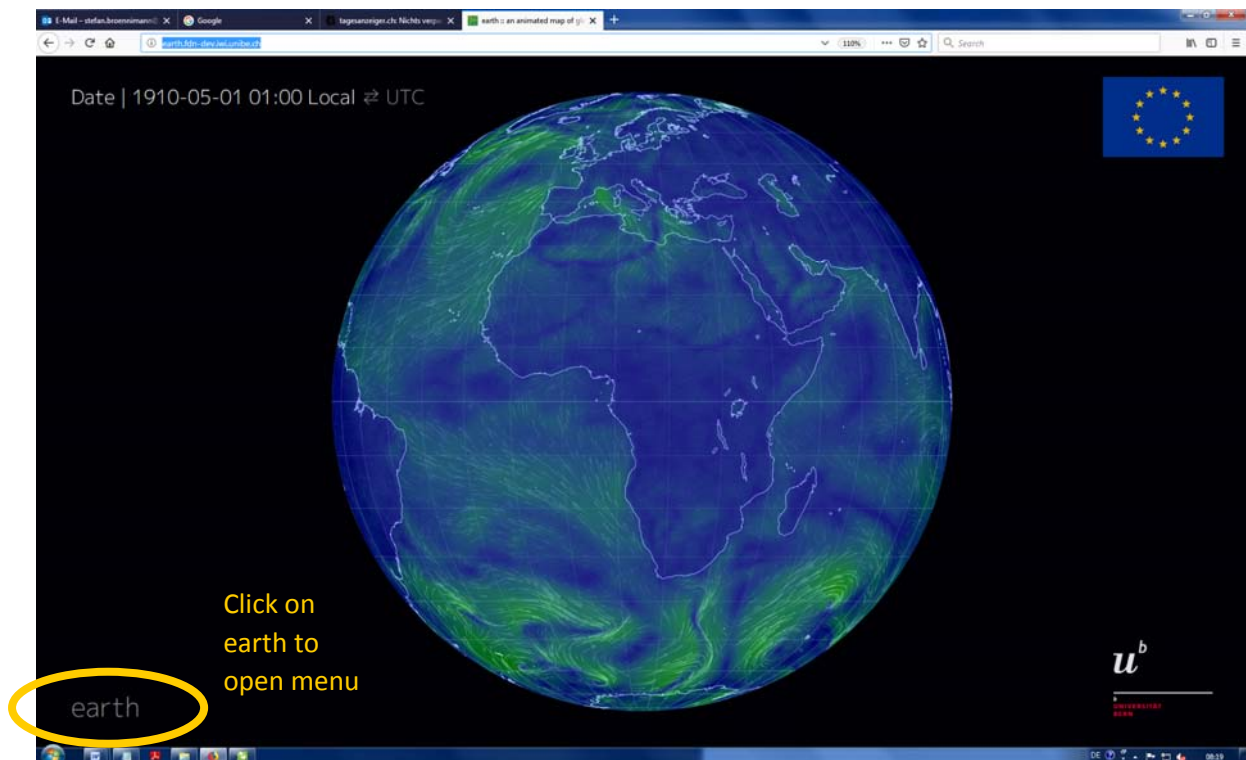 E-Mail – stefan.broennimann@
Google
tagesanzeiger.ch: Nichts verpa
earth :: an animated map of glo
earth.fdn-dev.iwi.unibe.ch
110%
Search
Date | 1910-05-01 01:00 Local ⇄ UTC
Click on
earth to
open menu
earth
u
b
b
UNIVERSITÄT
BERN
DE
08:19